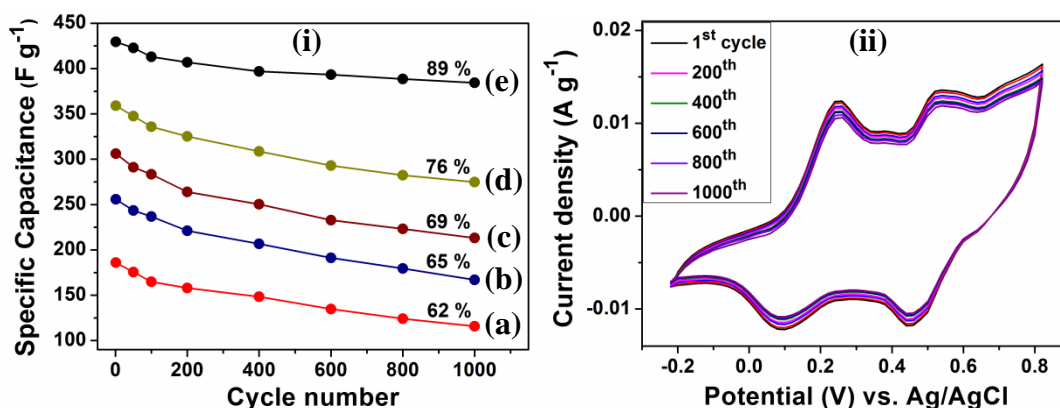 (i)
Specific Capacitance (F g⁻¹)
450
400
350
300
250
200
150
100
89 %
(e)
76 %
(d)
69 %
(c)
65 %
(b)
62 %
(a)
0
200
400
600
800
1000
Cycle number
(ii)
1ˢᵗ cycle
200ᵗʰ
400ᵗʰ
600ᵗʰ
800ᵗʰ
1000ᵗʰ
Current density (A g⁻¹)
0.02
0.01
0.00
-0.01
-0.2
0.0
0.2
0.4
0.6
0.8
Potential (V) vs. Ag/AgCl